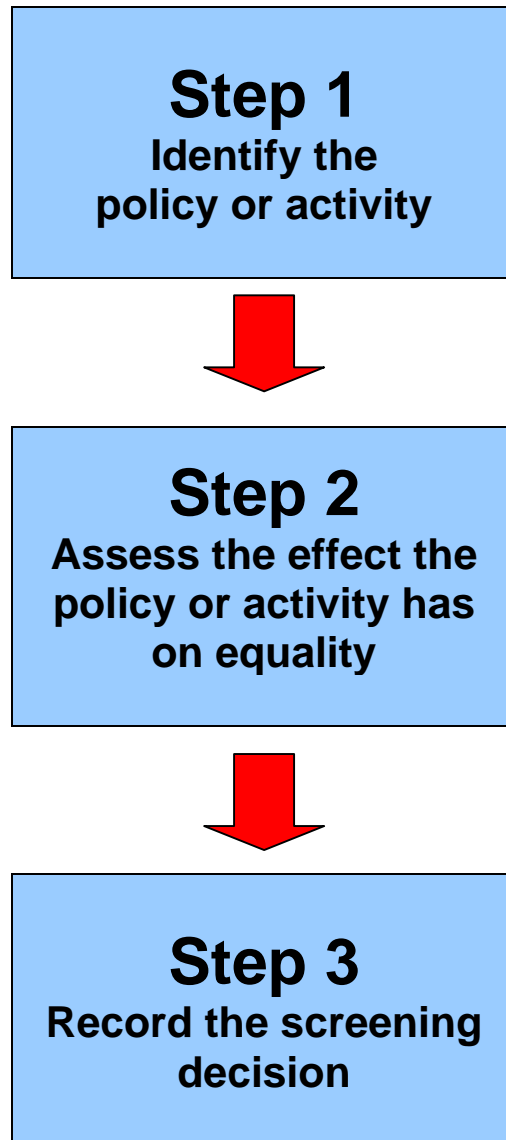 Step 1
Identify the
policy or activity
Step 2
Assess the effect the
policy or activity has
on equality
Step 3
Record the screening
decision